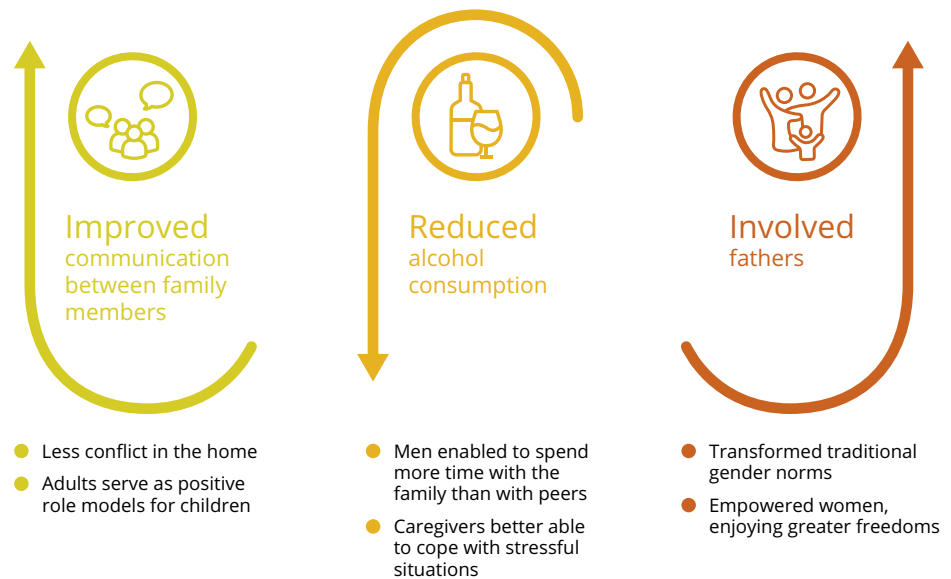 Improved
communication
between family
members
Less conflict in the home
Adults serve as positive
role models for children
Reduced
alcohol
consumption
Men enabled to spend
more time with the
family than with peers
Caregivers better able
to cope with stressful
situations
Involved
fathers
Transformed traditional
gender norms
Empowered women,
enjoying greater freedoms